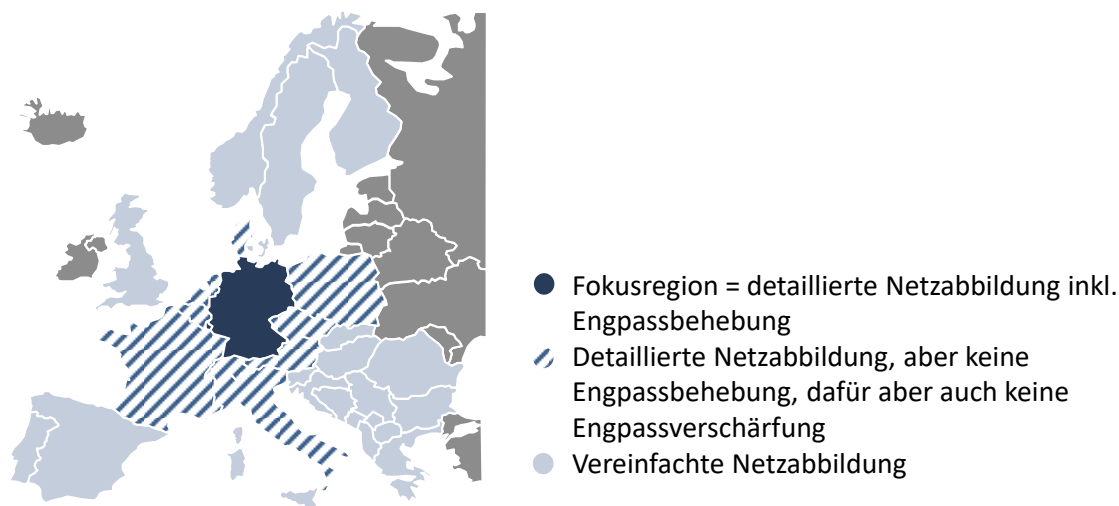 Fokusregion = detaillierte Netzabbildung inkl.
Engpassbehebung
Detaillierte Netzabbildung, aber keine
Engpassbehebung, dafür aber auch keine
Engpassverschärfung
Vereinfachte Netzabbildung